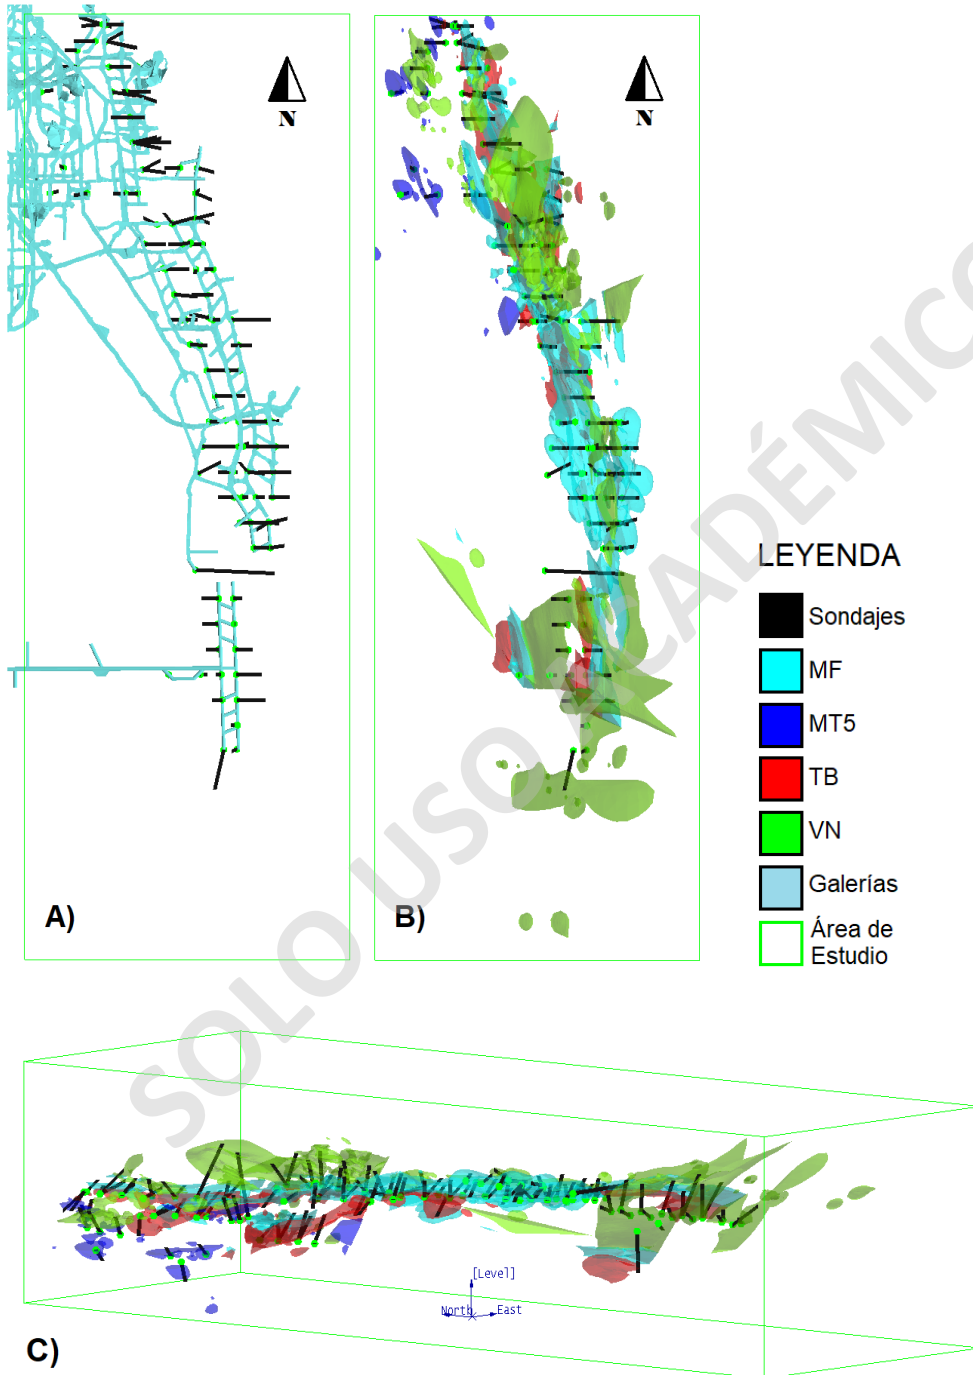 N
N
A)
B)
LEYENDA
Sondajes
MF
MT5
TB
VN
Galerías
Área de
Estudio
SOLO USO ACADÉMICO
[Level]
North
East
C)